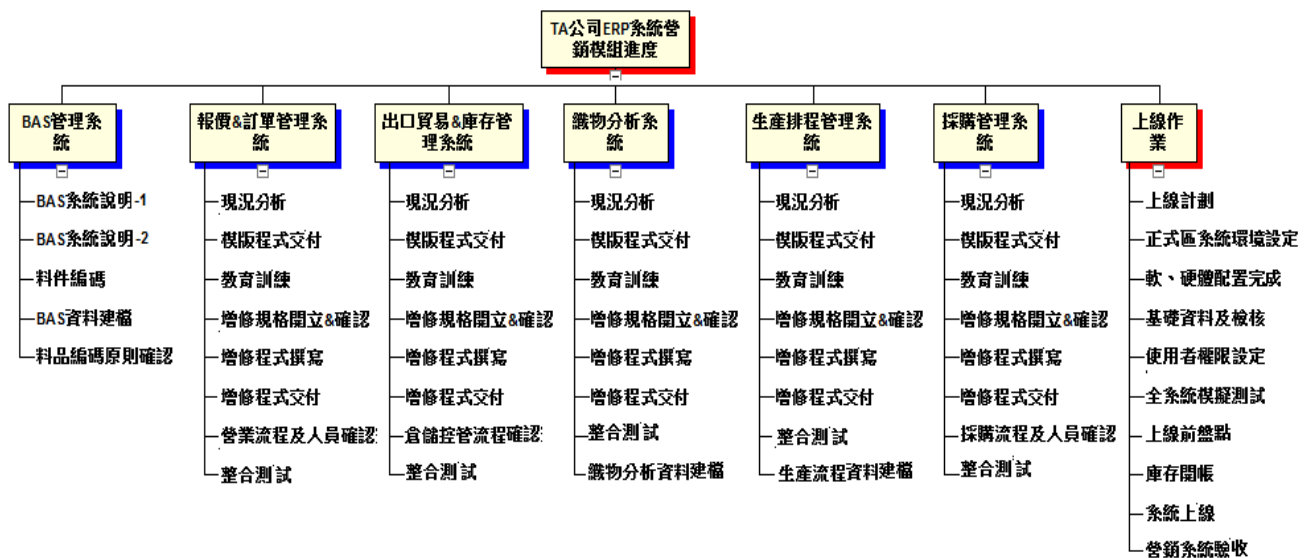 TA公司ERP系統營
銷模組進度
BAS管理系
統
BAS系統說明-1
BAS系統說明-2
料件編碼
BAS資料建檔
料品編碼原則確認
報價&訂單管理系
統
現況分析
模版程式交付
教育訓練
增修規格開立&確認
增修程式撰寫
增修程式交付
營業流程及人員確認
整合測試
出口貿易&庫存管
理系統
現況分析
模版程式交付
教育訓練
增修規格開立&確認
增修程式撰寫
增修程式交付
倉儲控管流程確認
整合測試
織物分析系
統
現況分析
模版程式交付
教育訓練
增修規格開立&確認
增修程式撰寫
增修程式交付
整合測試
織物分析資料建檔
生產排程管理系
統
現況分析
模版程式交付
教育訓練
增修規格開立&確認
增修程式撰寫
增修程式交付
整合測試
生產流程資料建檔
採購管理系
統
現況分析
模版程式交付
教育訓練
增修規格開立&確認
增修程式撰寫
增修程式交付
採購流程及人員確認
整合測試
上線作
業
上線計劃
正式區系統環境設定
軟、硬體配置完成
基礎資料及檢核
使用者權限設定
全系統模擬測試
上線前盤點
庫存開帳
系統上線
營銷系統驗收